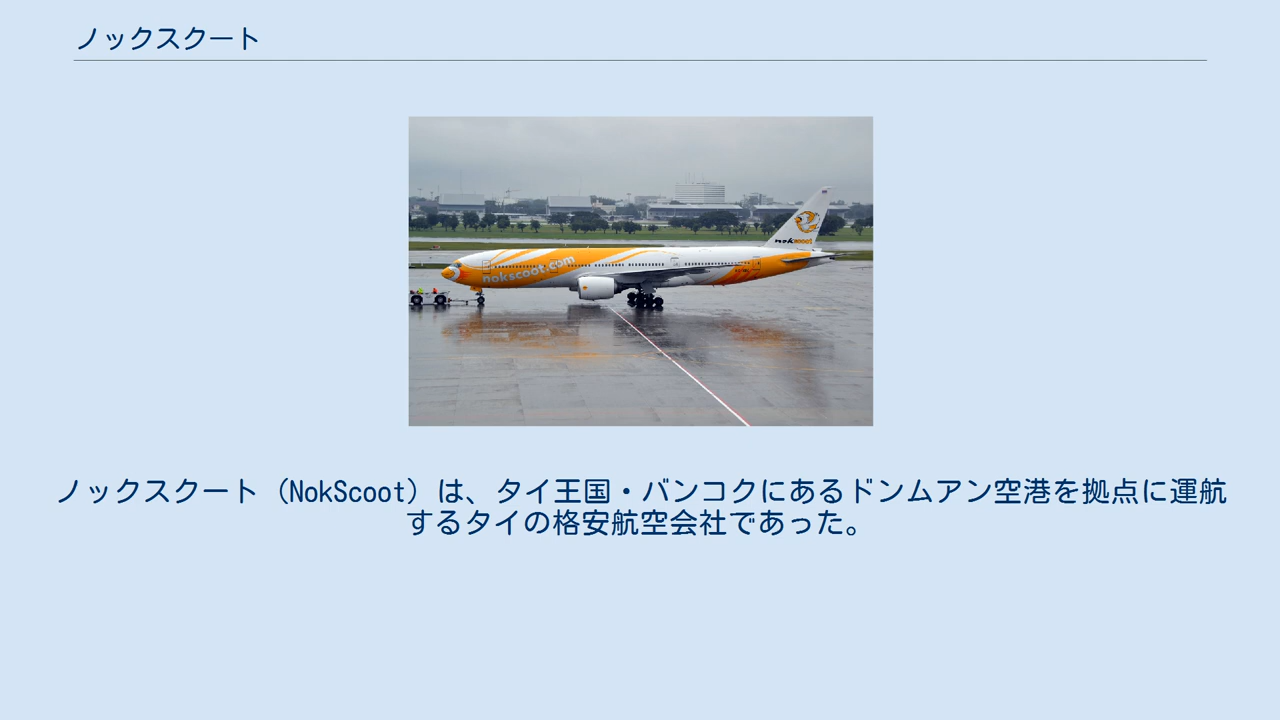 ノックスクート
nokscoot.com
nokscoot
ノックスクート（NokScoot）は、タイ王国・バンコクにあるドンムアン空港を拠点に運航
するタイの格安航空会社であった。